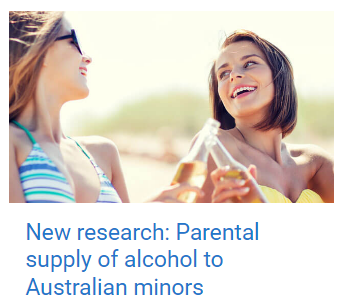 New research: Parental
supply of alcohol to
Australian minors